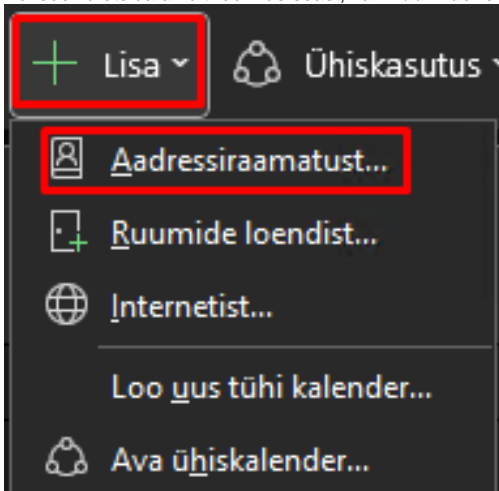 Lisa
Ühiskasutus
Aadressiraamatust...
Ruumide loendist...
Internetist...
Loo uus tühi kalender...
Ava ühiskalender...